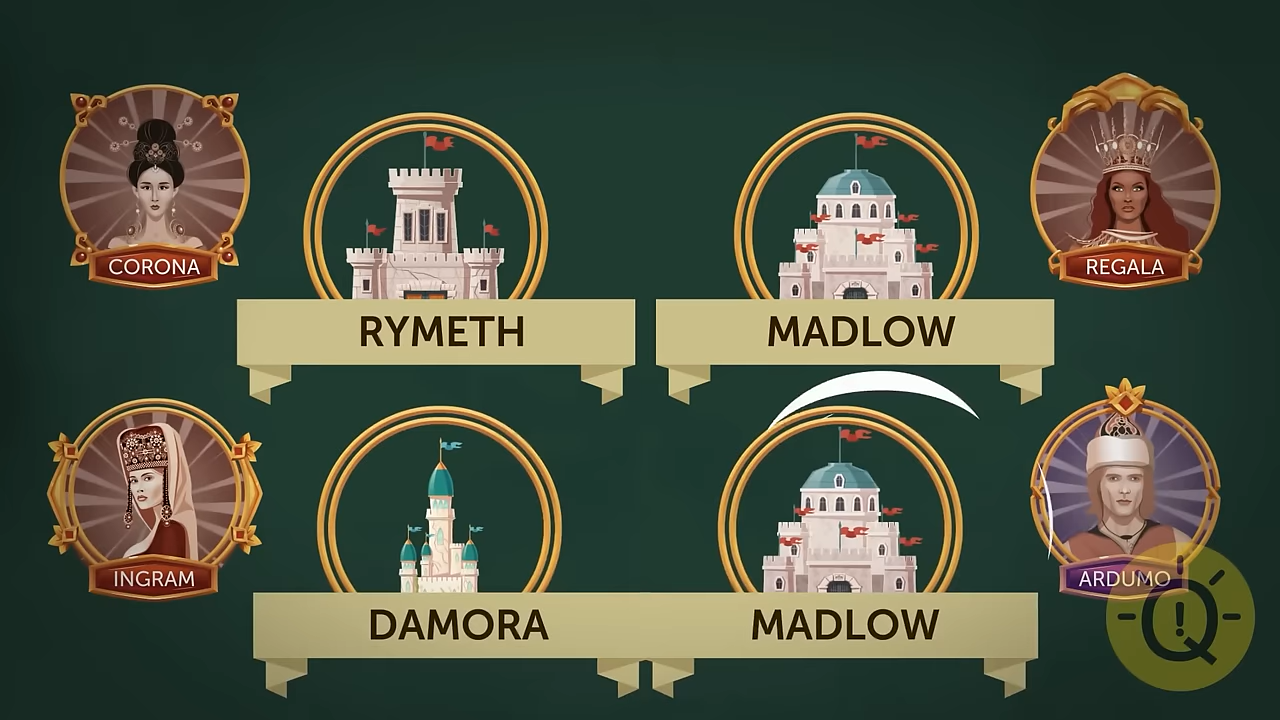 CORONA
RYMETH
MADLOW
REGALA
INGRAM
DAMORA
MADLOW
ARDUMO
Q!